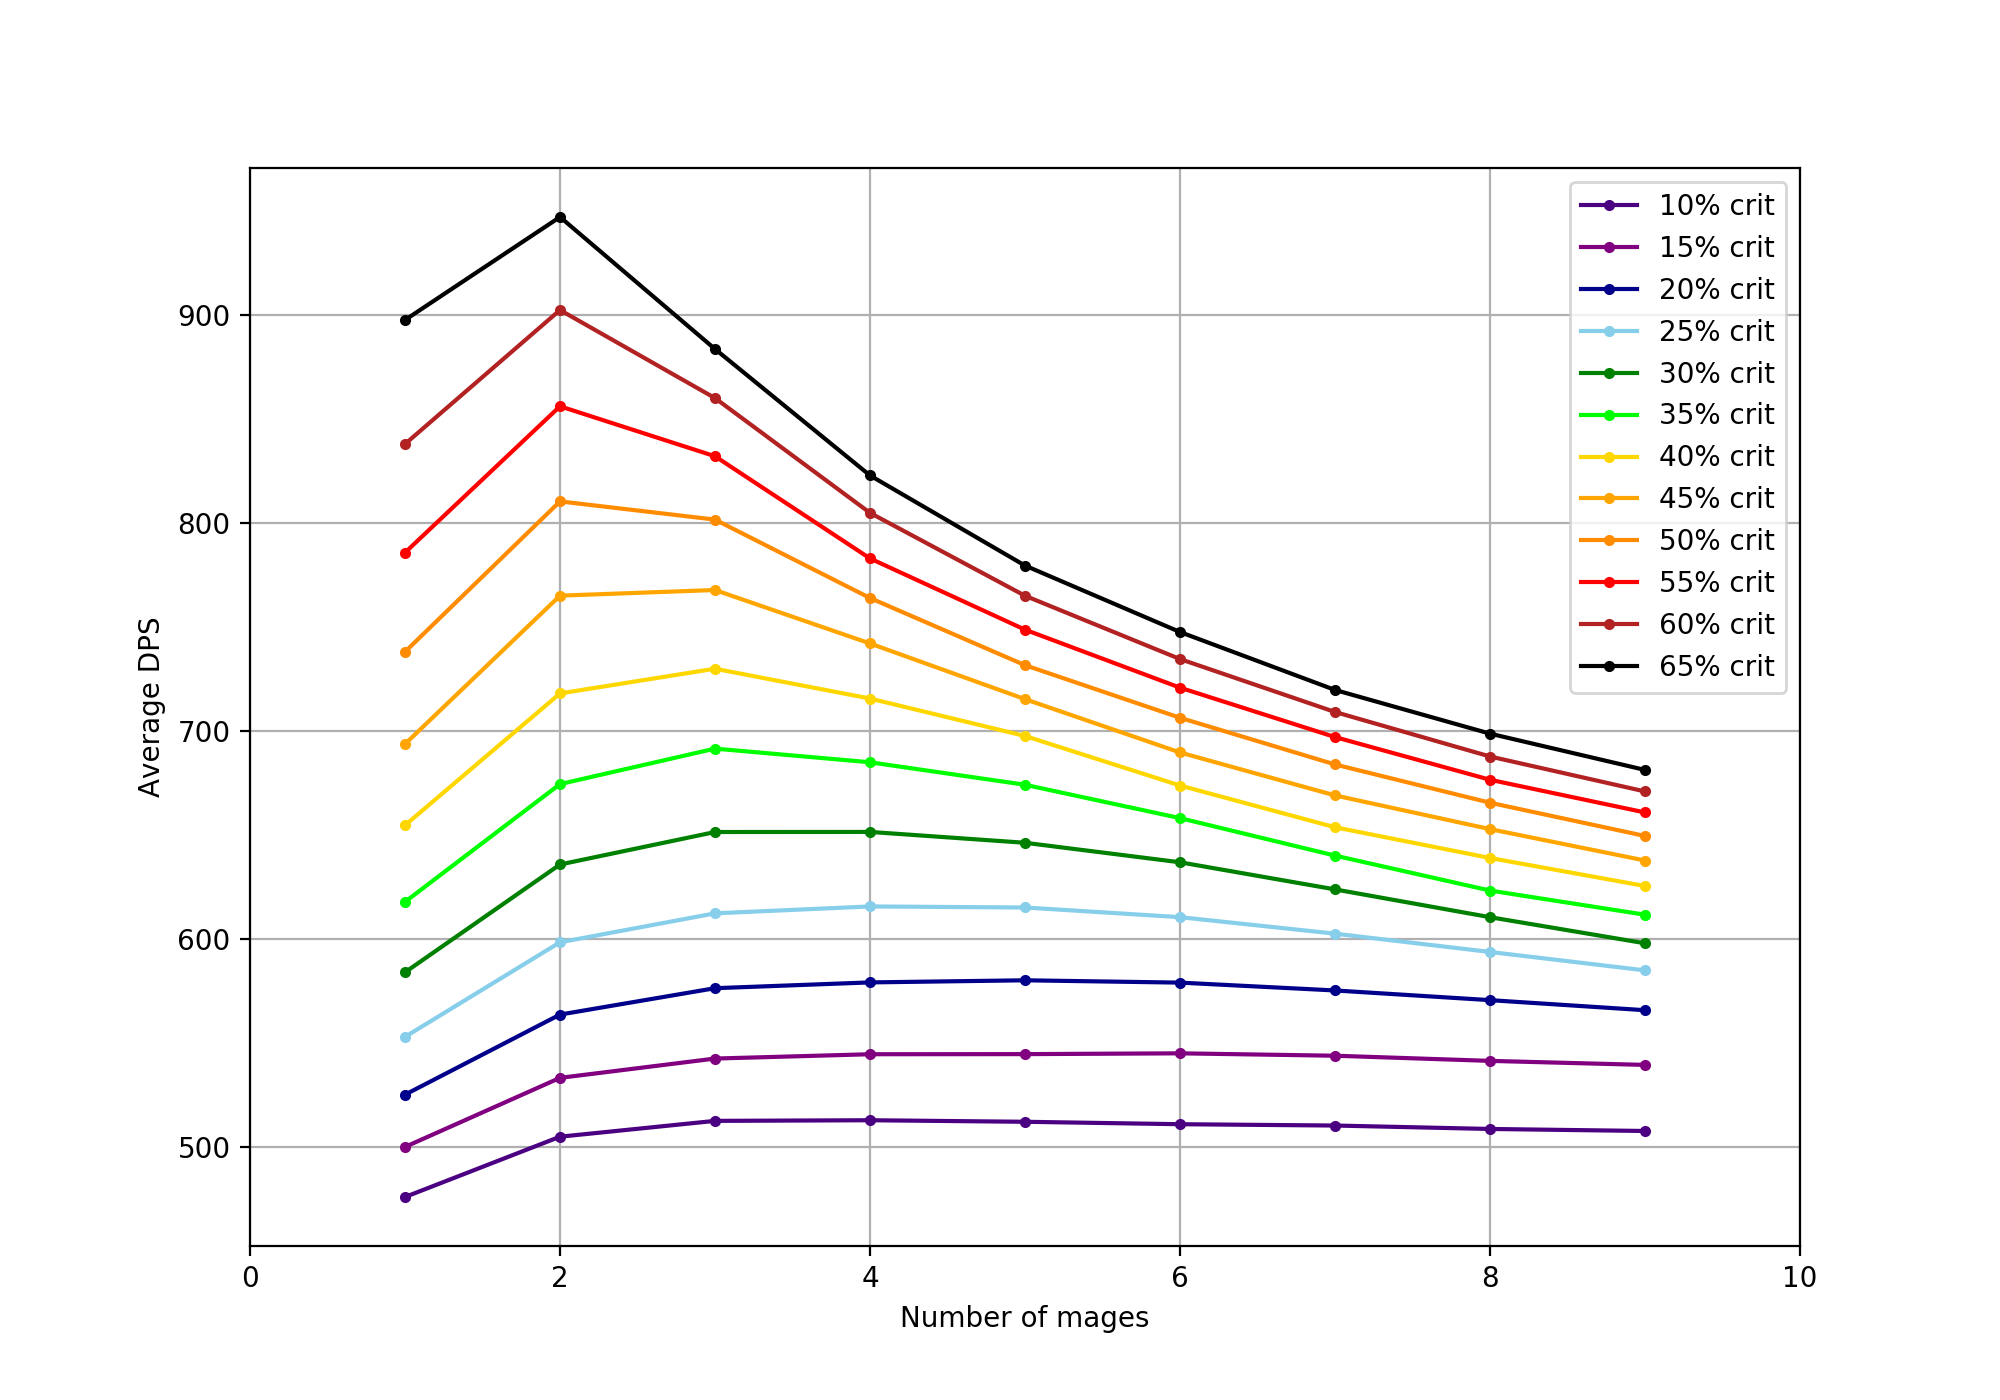 10% crit
15% crit
20% crit
25% crit
30% crit
35% crit
40% crit
45% crit
50% crit
55% crit
60% crit
65% crit
900
800
700
600
500
Average DPS
0 2 4 6 8 10
Number of mages